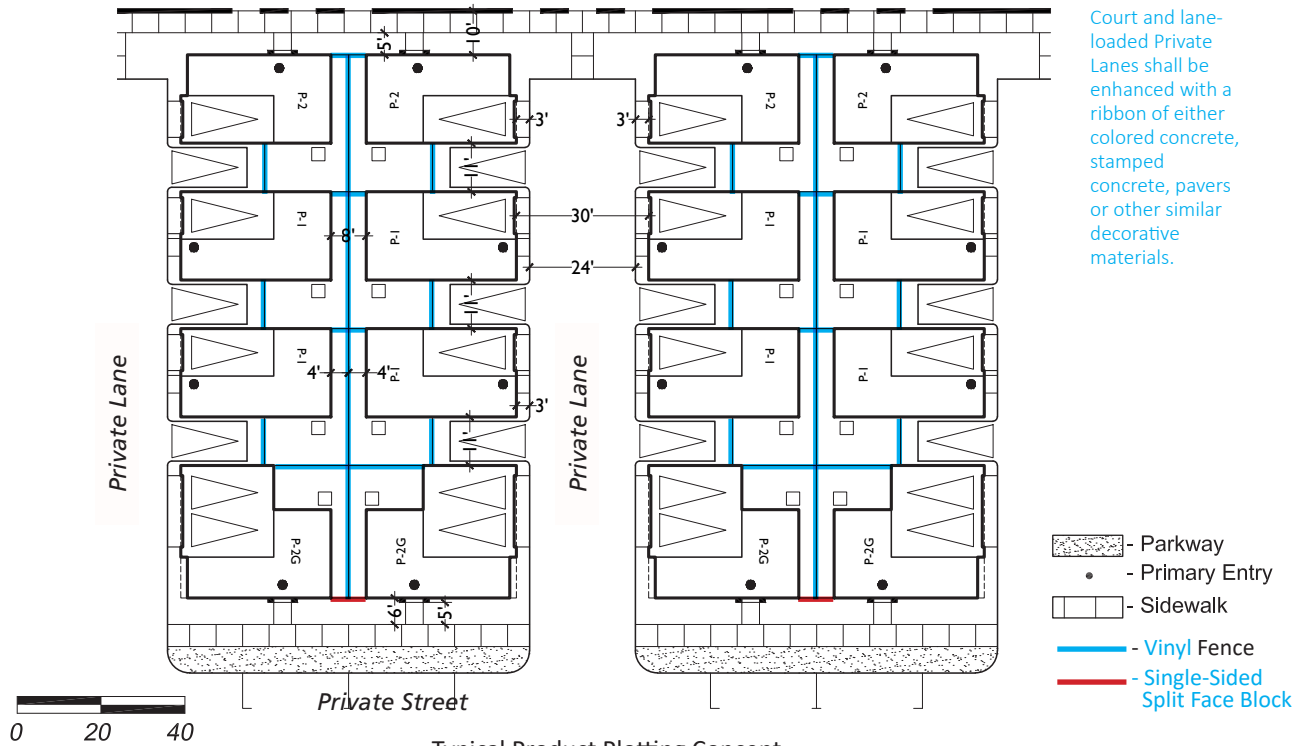 Court and lane-
loaded Private
Lanes shall be
enhanced with a
ribbon of either
colored concrete,
stamped
concrete, pavers
or other similar
decorative
materials.
5'
10'
P-2
P-2
P-2
P-2
3'
3'
11'
P-1
P-1
P-1
P-1
30'
8'
24'
11'
Private Lane
Private Lane
P-1
P-1
P-1
P-1
4'
4'
3'
11'
P-2G
P-2G
P-2G
P-2G
6'
5'
- Parkway
- Primary Entry
- Sidewalk
- Vinyl Fence
- Single-Sided
Split Face Block
Private Street
0 20 40